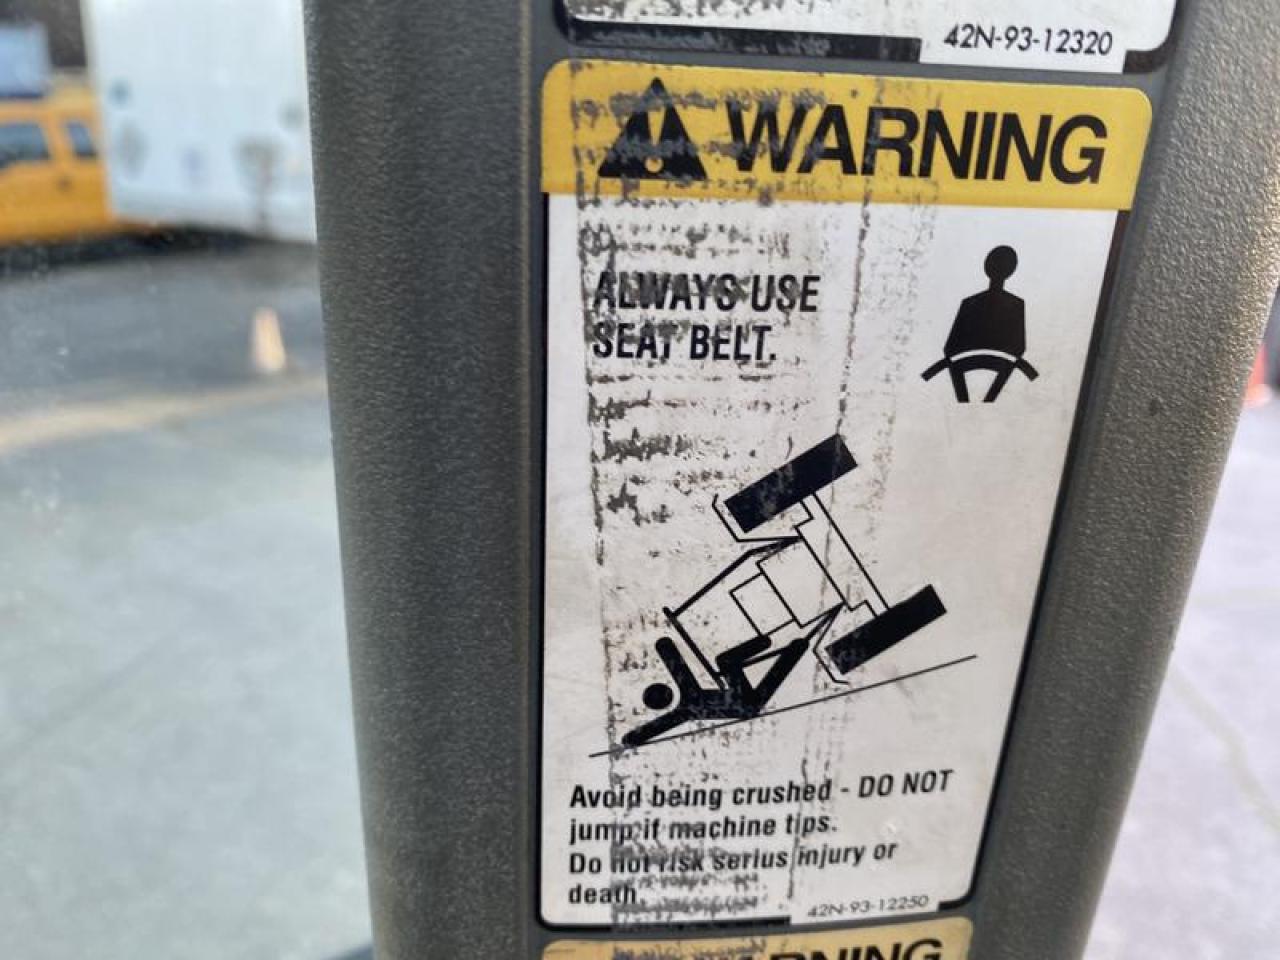 42N-93-12320
WARNING
ALWAYS USE
SEAT BELT.
Avoid being crushed - DO NOT
jump if machine tips.
Do not risk serius injury or
death.
42N-93-12250
WARNING